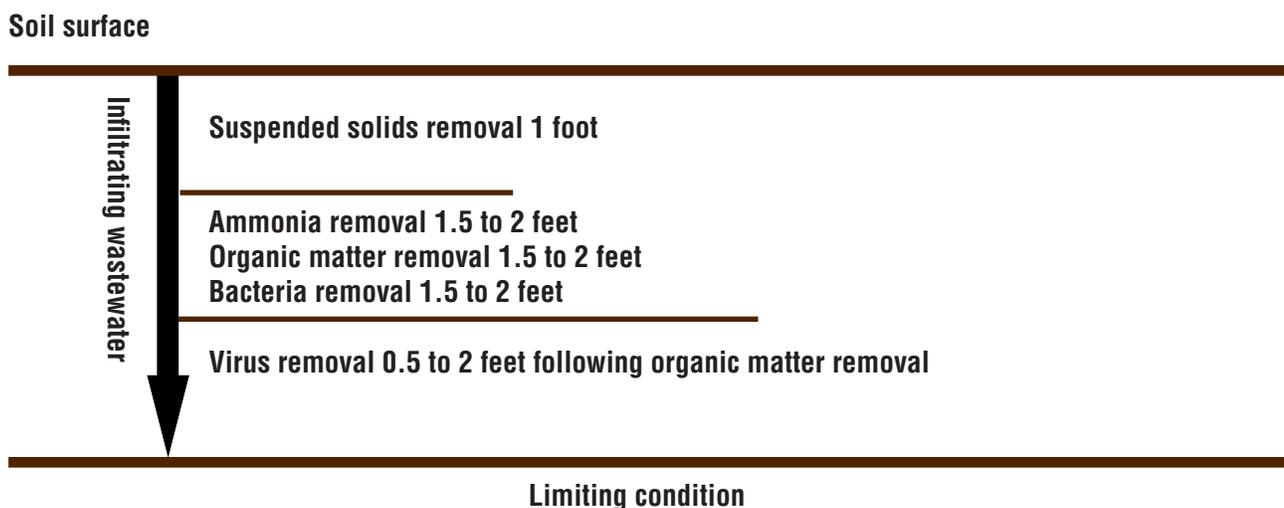 Soil surface
Infiltrating wastewater
Suspended solids removal 1 foot
Ammonia removal 1.5 to 2 feet
Organic matter removal 1.5 to 2 feet
Bacteria removal 1.5 to 2 feet
Virus removal 0.5 to 2 feet following organic matter removal
Limiting condition